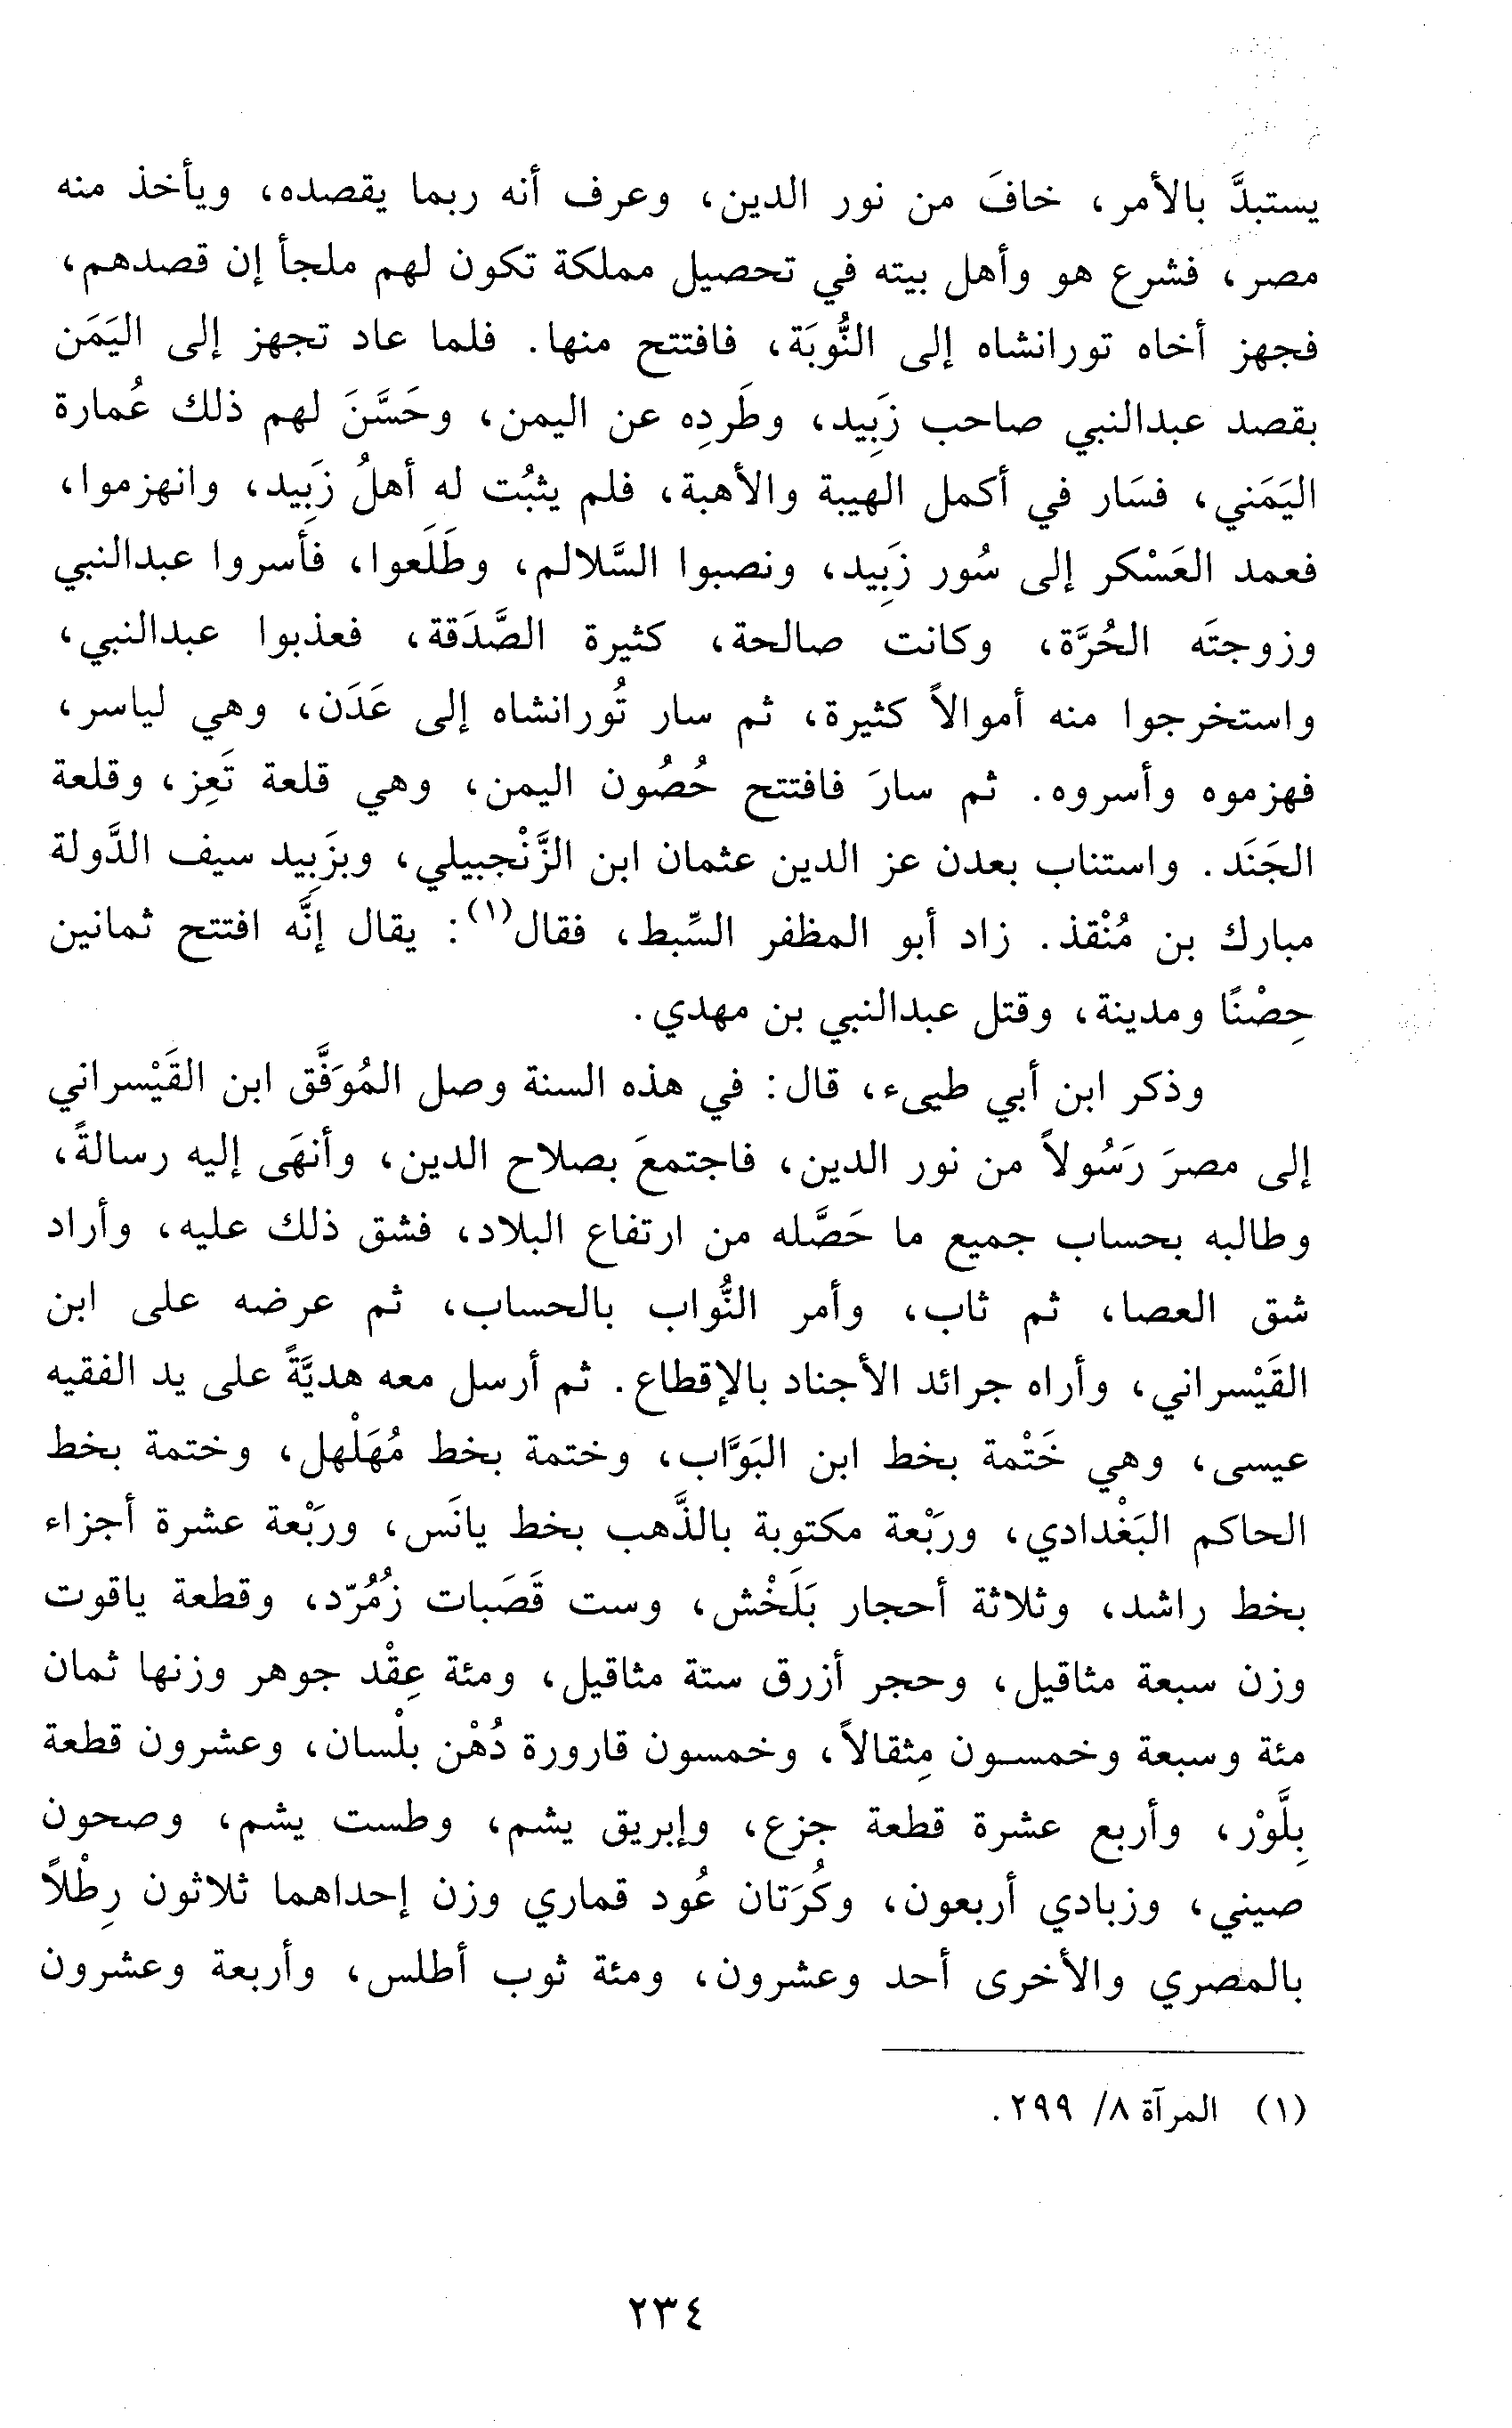 يستبدَّ بالأمر، خافَ من نور الدين، وعرف أنه ربما يقصده، ويأخذ منه
مصر، فشرع هو وأهل بيته في تحصيل مملكة تكون لهم ملجأ إن قصدهم،
فجهز أخاه تورانشاه إلى النُّوبَة، فافتتح منها. فلما عاد تجهز إلى اليَمَن
بقصد عبدالنبي صاحب زَبِيد، وطَردِه عن اليمن، وحَسَّنَ لهم ذلك عُمارة
اليَمَني، فسَار في أكمل الهيبة والأهبة، فلم يثبُت له أهلُ زَبِيد، وانهزموا،
فعمد العَسْكر إلى سُور زَبِيد، ونصبوا السَّلالم، وطَلَعوا، فأسروا عبدالنبي
وزوجتَه الحُرَّة، وكانت صالحة، كثيرة الصَّدَقة، فعذبوا عبدالنبي،
واستخرجوا منه أموالاً كثيرة، ثم سار تُورانشاه إلى عَدَن، وهي لياسر،
فهزموه وأسروه. ثم سارَ فافتتح حُصُون اليمن، وهي قلعة تَعِز، وقلعة
الجَنَد. واستناب بعدن عز الدين عثمان ابن الزَّنْجبيلي، وبزَبِيد سيف الدَّولة
مبارك بن مُنْقذ. زاد أبو المظفر السِّبط، فقال(١): يقال إنَّه افتتح ثمانين
حِصْنًا ومدينة، وقتل عبدالنبي بن مهدي.
وذكر ابن أبي طيىء، قال: في هذه السنة وصل المُوَفَّق ابن القَيْسراني
إلى مصرَ رَسُولاً من نور الدين، فاجتمعَ بصلاح الدين، وأنهَى إليه رسالةً،
وطالبه بحساب جميع ما حَصَّله من ارتفاع البلاد، فشق ذلك عليه، وأراد
شق العصا، ثم ثاب، وأمر النُّواب بالحساب، ثم عرضه على ابن
القَيْسراني، وأراه جرائد الأجناد بالإقطاع. ثم أرسل معه هديَّةً على يد الفقيه
عيسى، وهي خَتْمة بخط ابن البَوَّاب، وختمة بخط مُهَلْهل، وختمة بخط
الحاكم البَغْدادي، ورَبْعة مكتوبة بالذَّهب بخط يانَس، ورَبْعة عشرة أجزاء
بخط راشد، وثلاثة أحجار بَلَخْش، وست قَصَبات زُمُرّد، وقطعة ياقوت
وزن سبعة مثاقيل، وحجر أزرق ستة مثاقيل، ومئة عِقْد جوهر وزنها ثمان
مئة وسبعة وخمسون مِثقالاً، وخمسون قارورة دُهْن بلْسان، وعشرون قطعة
بِلَّوْر، وأربع عشرة قطعة جزع، وإبريق يشم، وطست يشم، وصحون
صيني، وزبادي أربعون، وكُرَتان عُود قماري وزن إحداهما ثلاثون رِطْلاً
بالمصري والأخرى أحد وعشرون، ومئة ثوب أطلس، وأربعة وعشرون
(١) المرآة ٨/ ٢٩٩.
٢٣٤